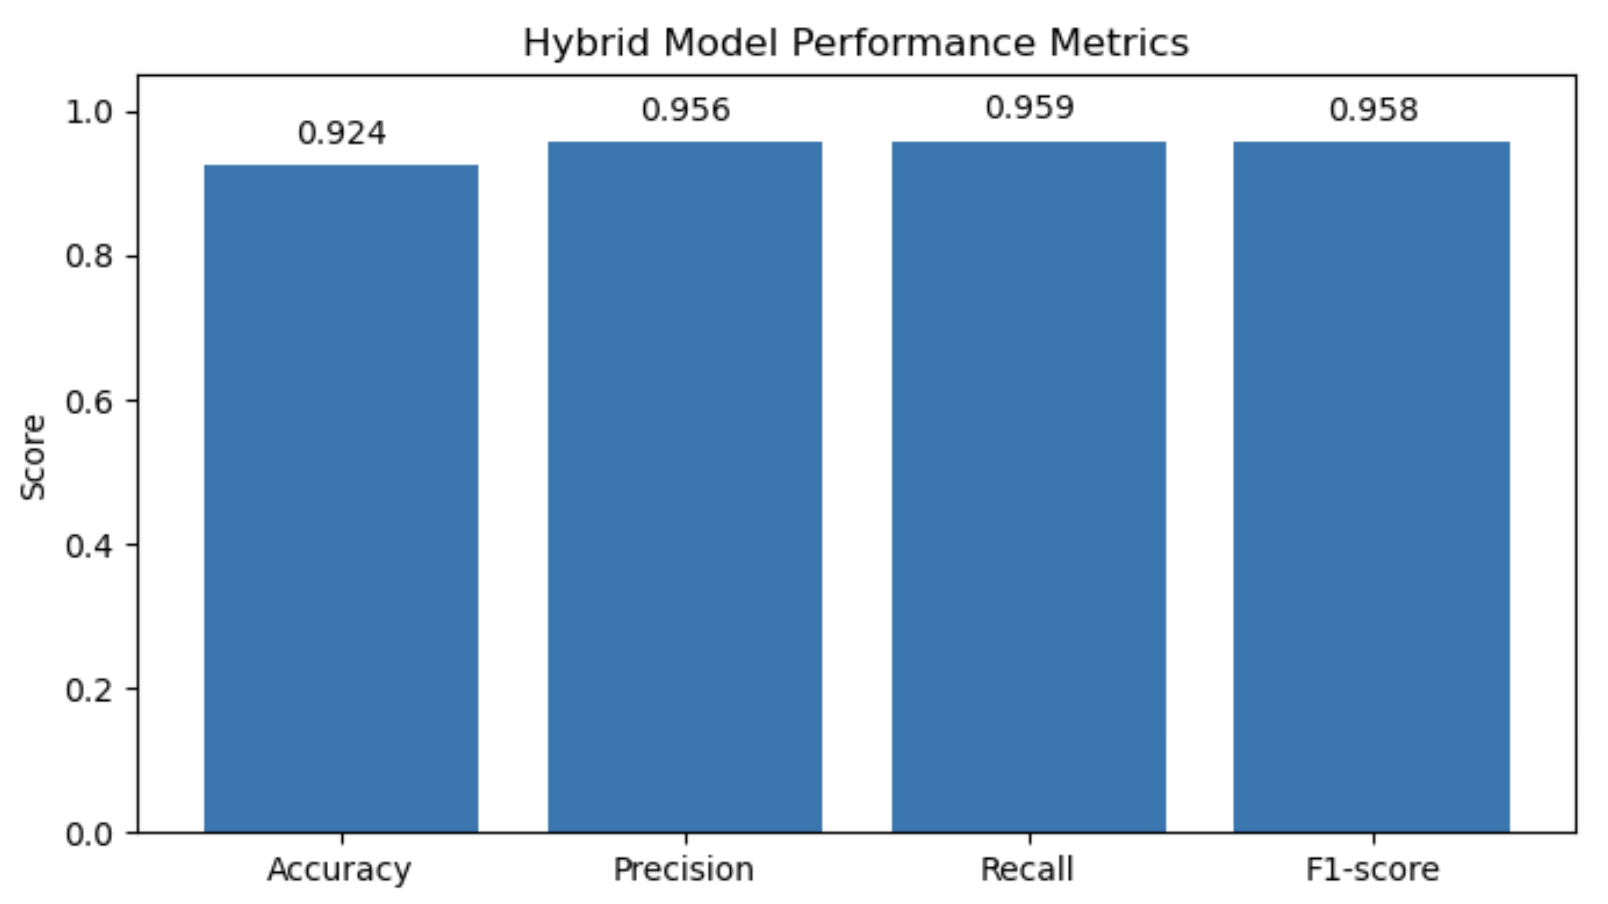 Hybrid Model Performance Metrics
1.0
0.8
0.6
0.4
0.2
0.0
Score
0.924
0.956
0.959
0.958
Accuracy
Precision
Recall
F1-score